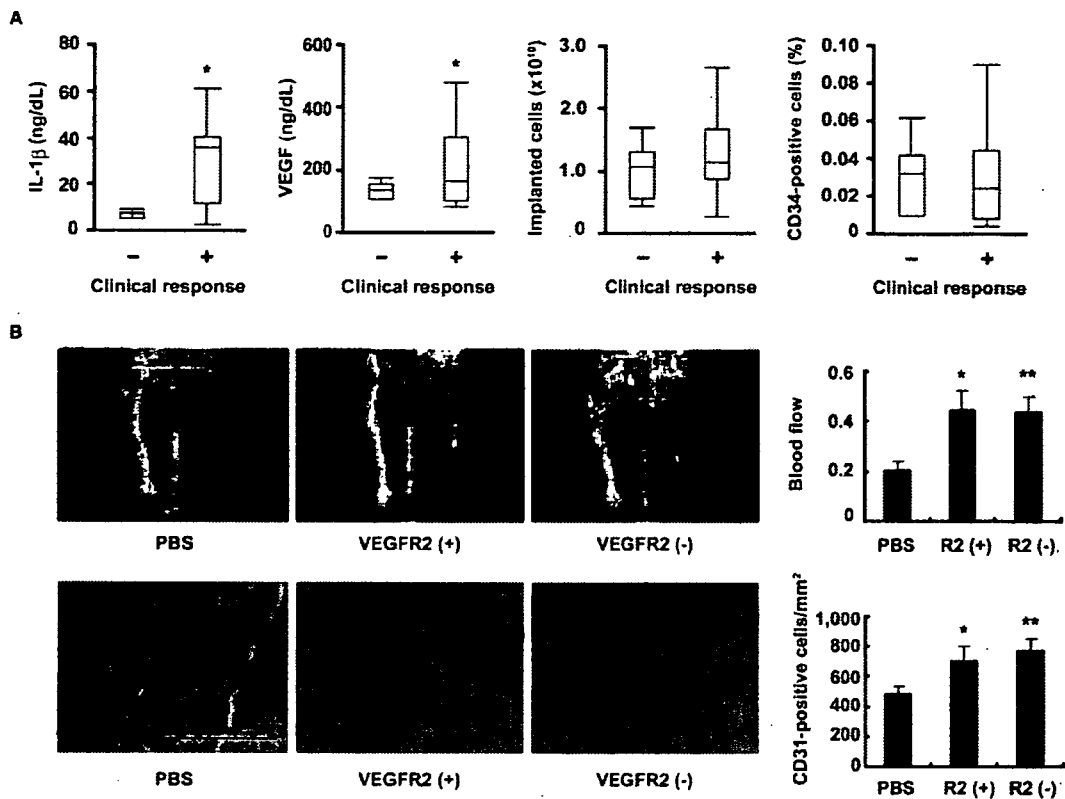 A
IL-1β (ng/dL)
80
60
40
20
0
*
− +
Clinical response
VEGF (ng/dL)
600
400
200
0
*
− +
Clinical response
Implanted cells (x10¹⁰)
3.0
2.0
1.0
0
− +
Clinical response
CD34-positive cells (%)
0.10
0.08
0.06
0.04
0.02
0
− +
Clinical response
B
PBS
VEGFR2 (+)
VEGFR2 (-)
Blood flow
0.6
0.4
0.2
0
* **
PBS R2 (+) R2 (-)
PBS
VEGFR2 (+)
VEGFR2 (-)
CD31-positive cells/mm²
1,000
800
600
400
200
0
* **
PBS R2 (+) R2 (-)